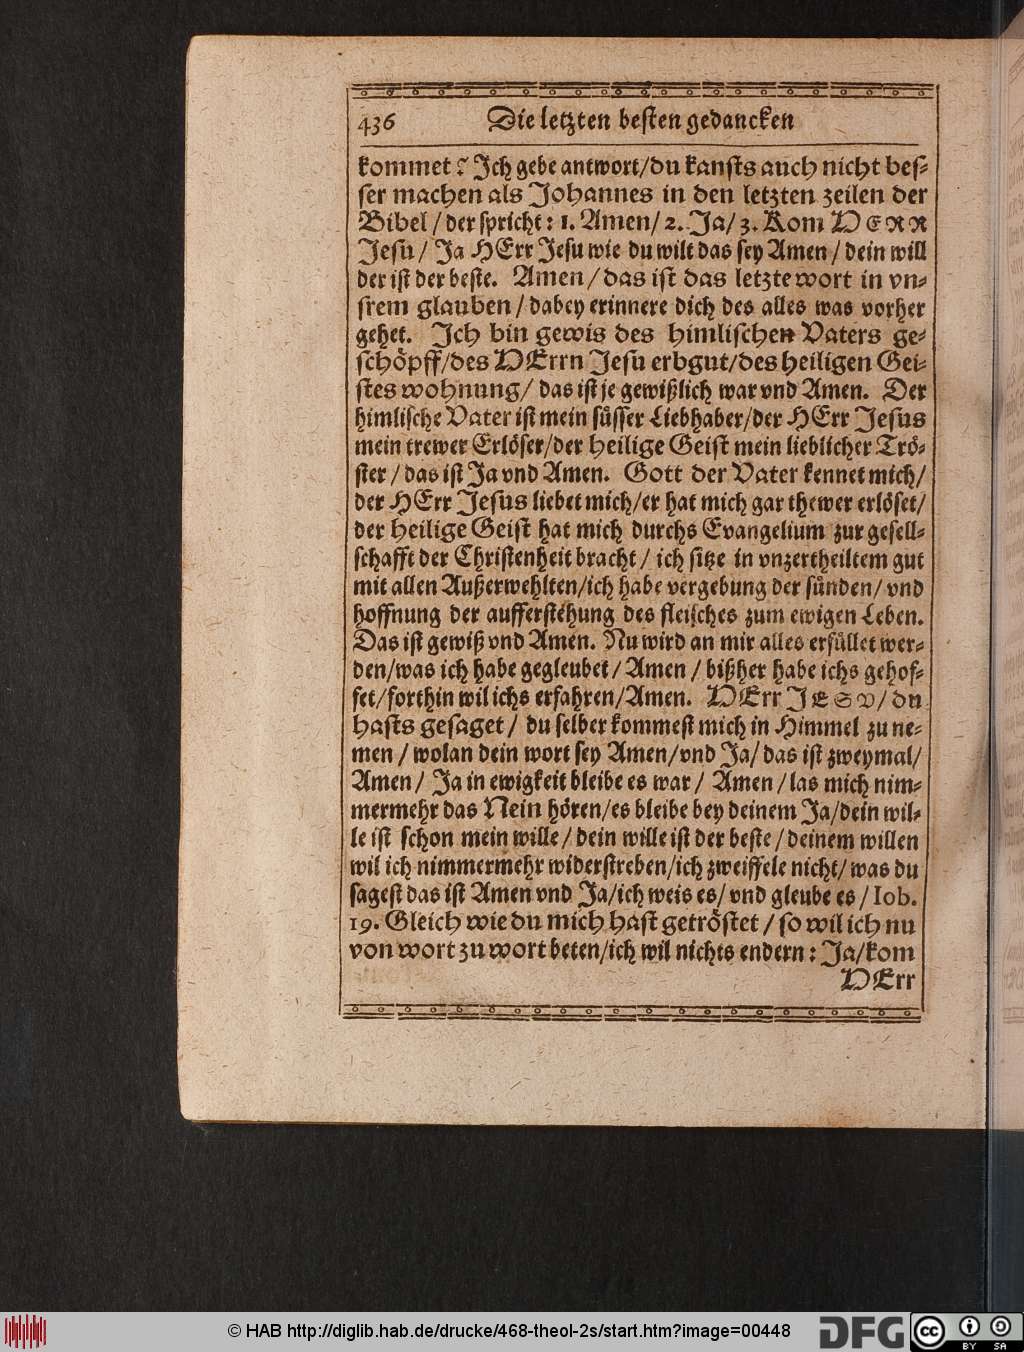 436 Die letzten besten gedancken
kommet? Ich gebe antwort/du kansts auch nicht bes-
ser machen als Johannes in den letzten zeilen der
Bibel / der spricht: 1. Amen/ 2. Ja/ 3. Kom HERR
Jesu / Ja HErr Jesu wie du wilt das sey Amen / dein will
der ist der beste. Amen / das ist das letzte wort in vn-
srem glauben / dabey erinnere dich des alles was vorher
gehet. Ich bin gewis des himlischen Vaters ge-
schöpff/des HErrn Jesu erbgut/des heiligen Gei-
stes wohnung/ das ist je gewißlich war vnd Amen. Der
himlische Vater ist mein süsser Liebhaber/der HErr Jesus
mein trewer Erlöser/der heilige Geist mein lieblicher Trö-
ster / das ist Ja vnd Amen. Gott der Vater kennet mich/
der HErr Jesus liebet mich/er hat mich gar thewer erlöset/
der heilige Geist hat mich durchs Evangelium zur gesell-
schafft der Christenheit bracht / ich sitze in vnzertheiltem gut
mit allen Außerwehlten/ich habe vergebung der sünden/ vnd
hoffnung der aufferstehung des fleisches zum ewigen Leben.
Das ist gewiß vnd Amen. Nu wird an mir alles erfüllet wer-
den/was ich habe gegleubet / Amen / bißher habe ichs gehof-
fet/forthin wil ichs erfahren/Amen. HErr JESV/ du
hasts gesaget / du selber kommest mich in Himmel zu ne-
men / wolan dein wort sey Amen/vnd Ja/ das ist zweymal/
Amen / Ja in ewigkeit bleibe es war / Amen / las mich nim-
mermehr das Nein hören/es bleibe bey deinem Ja/dein wil-
le ist schon mein wille / dein wille ist der beste / deinem willen
wil ich nimmermehr widerstreben/ich zweiffele nicht/ was du
sagest das ist Amen vnd Ja/ich weis es/ vnd gleube es / Iob.
19. Gleich wie du mich hast getröstet / so wil ich nu
von wort zu wort beten/ich wil nichts endern: Ja/kom
HErr
© HAB http://diglib.hab.de/drucke/468-theol-2s/start.htm?image=00448
DFG
cc
BY SA